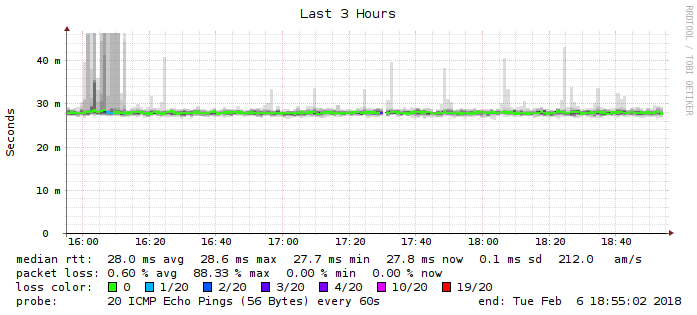 Last 3 Hours
RRDTOOL / TOBI OETIKER
Seconds
40 m
30 m
20 m
10 m
0
16:00 16:20 16:40 17:00 17:20 17:40 18:00 18:20 18:40
median rtt: 28.0 ms avg 28.6 ms max 27.7 ms min 27.8 ms now 0.1 ms sd 212.0 am/s
packet loss: 0.60 % avg 88.33 % max 0.00 % min 0.00 % now
loss color: 0 1/20 2/20 3/20 4/20 10/20 19/20
probe: 20 ICMP Echo Pings (56 Bytes) every 60s end: Tue Feb 6 18:55:02 2018